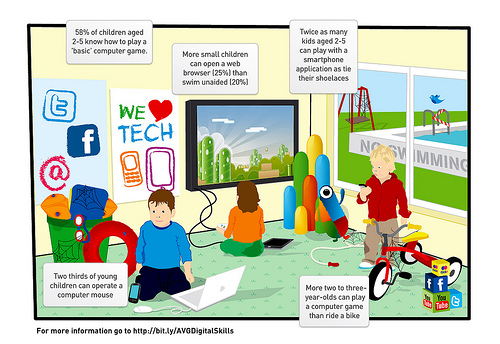 58% of children aged
2-5 know how to play a
'basic' computer game.
More small children
can open a web
browser (25%) than
swim unaided (20%)
Twice as many
kids aged 2-5
can play with a
smartphone
application as tie
their shoelaces
WE
TECH
NO SWIMMING
Two thirds of young
children can operate a
computer mouse
More two to three-
year-olds can play
a computer game
than ride a bike
You
Tube
For more information go to http://bit.ly/AVGDigitalSkills